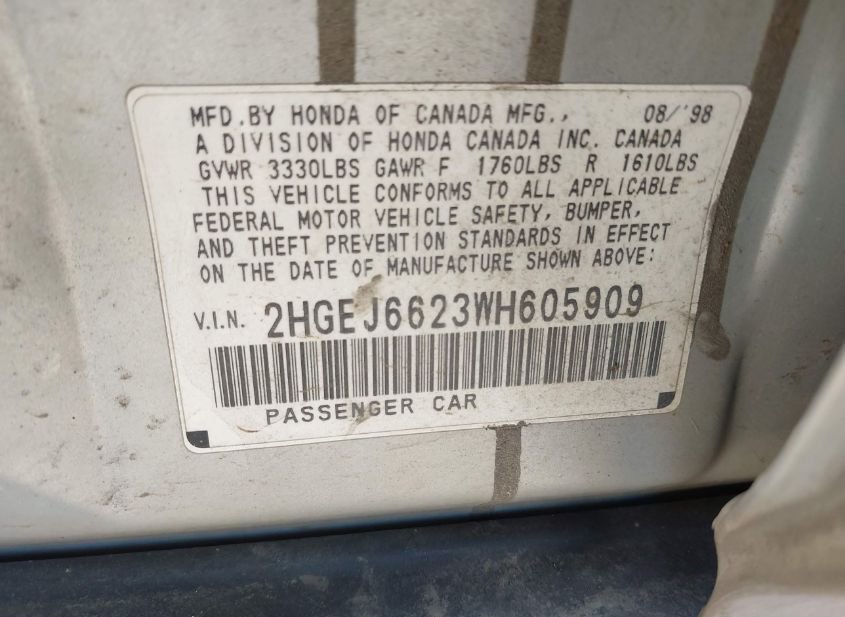 MFD.BY HONDA OF CANADA MFG., 08/'98
A DIVISION OF HONDA CANADA INC. CANADA
GVWR 3330LBS GAWR F 1760LBS R 1610LBS
THIS VEHICLE CONFORMS TO ALL APPLICABLE
FEDERAL MOTOR VEHICLE SAFETY, BUMPER,
AND THEFT PREVENTION STANDARDS IN EFFECT
ON THE DATE OF MANUFACTURE SHOWN ABOVE:
V.I.N. 2HGEJ6623WH605909
PASSENGER CAR